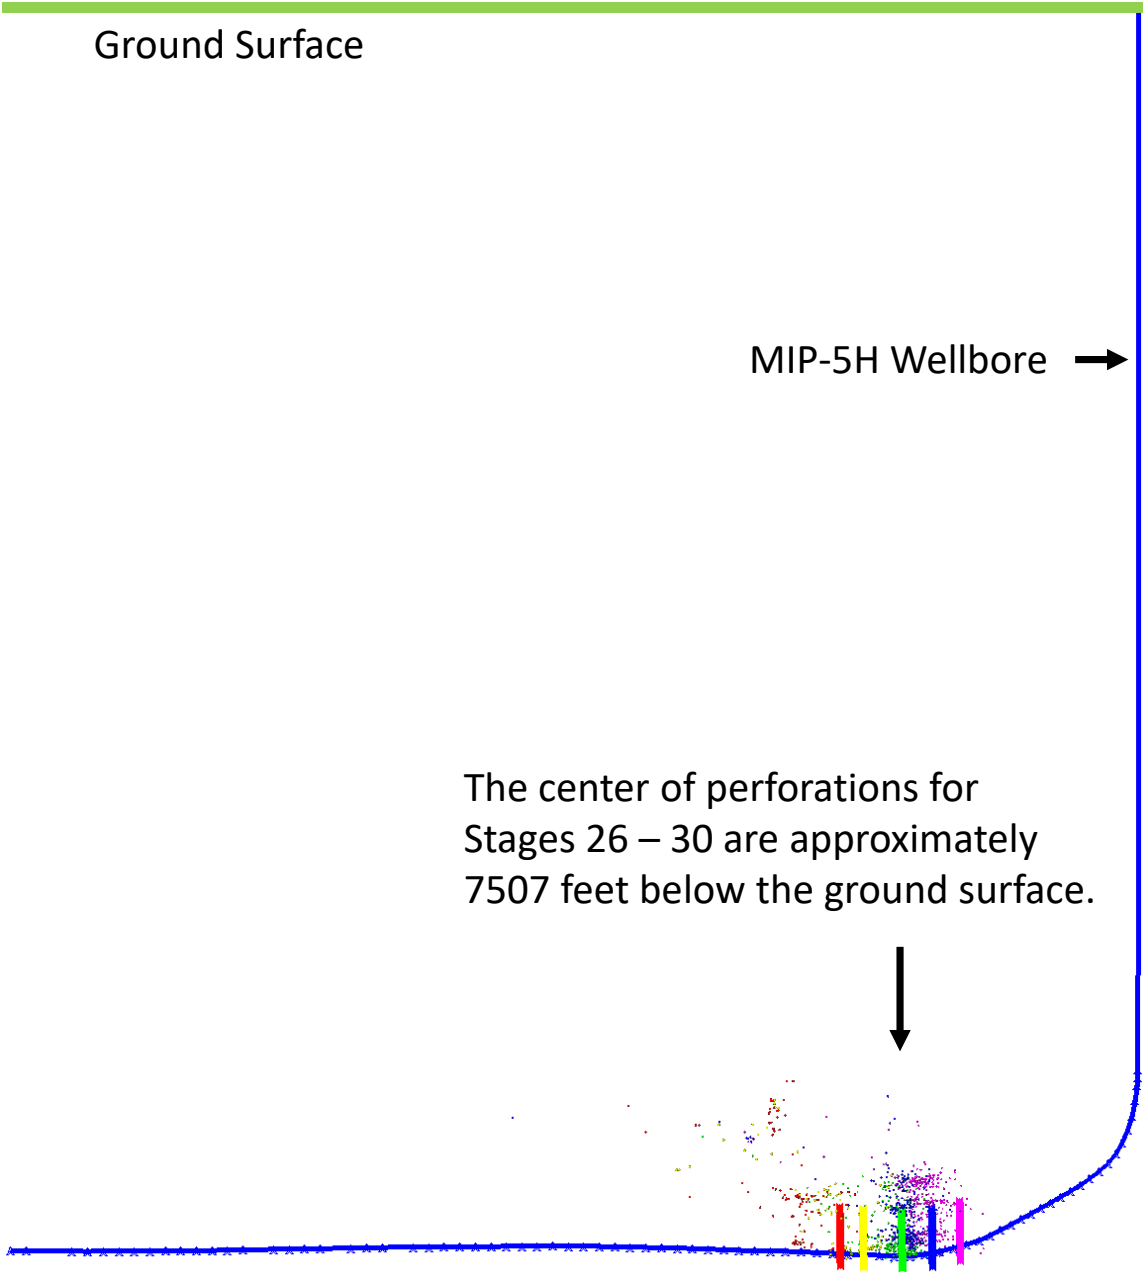 Ground Surface
MIP-5H Wellbore
The center of perforations for
Stages 26 – 30 are approximately
7507 feet below the ground surface.